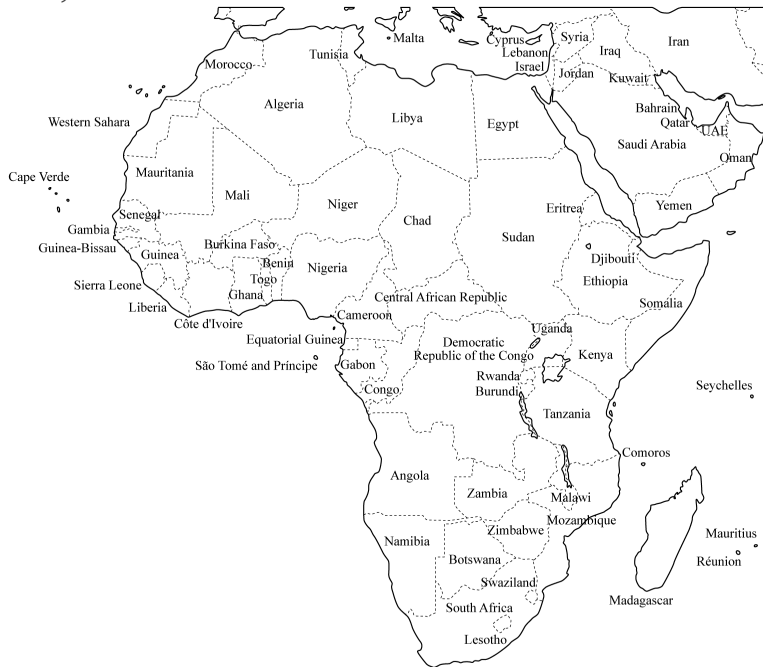 Malta
Cyprus
Syria
Lebanon
Iraq
Iran
Israel
Tunisia
Morocco
Jordan
Kuwait
Algeria
Libya
Egypt
Bahrain
Qatar
UAE
Western Sahara
Saudi Arabia
Oman
Mauritania
Cape Verde
Mali
Niger
Chad
Sudan
Eritrea
Yemen
Senegal
Gambia
Guinea-Bissau
Guinea
Burkina Faso
Benin
Togo
Nigeria
Djibouti
Ethiopia
Sierra Leone
Ghana
Central African Republic
Somalia
Liberia
Côte d'Ivoire
Cameroon
Equatorial Guinea
Democratic
Republic of the Congo
Uganda
Kenya
São Tomé and Príncipe
Gabon
Congo
Rwanda
Burundi
Seychelles
Tanzania
Comoros
Angola
Zambia
Malawi
Mozambique
Zimbabwe
Namibia
Mauritius
Réunion
Botswana
Swaziland
Madagascar
South Africa
Lesotho